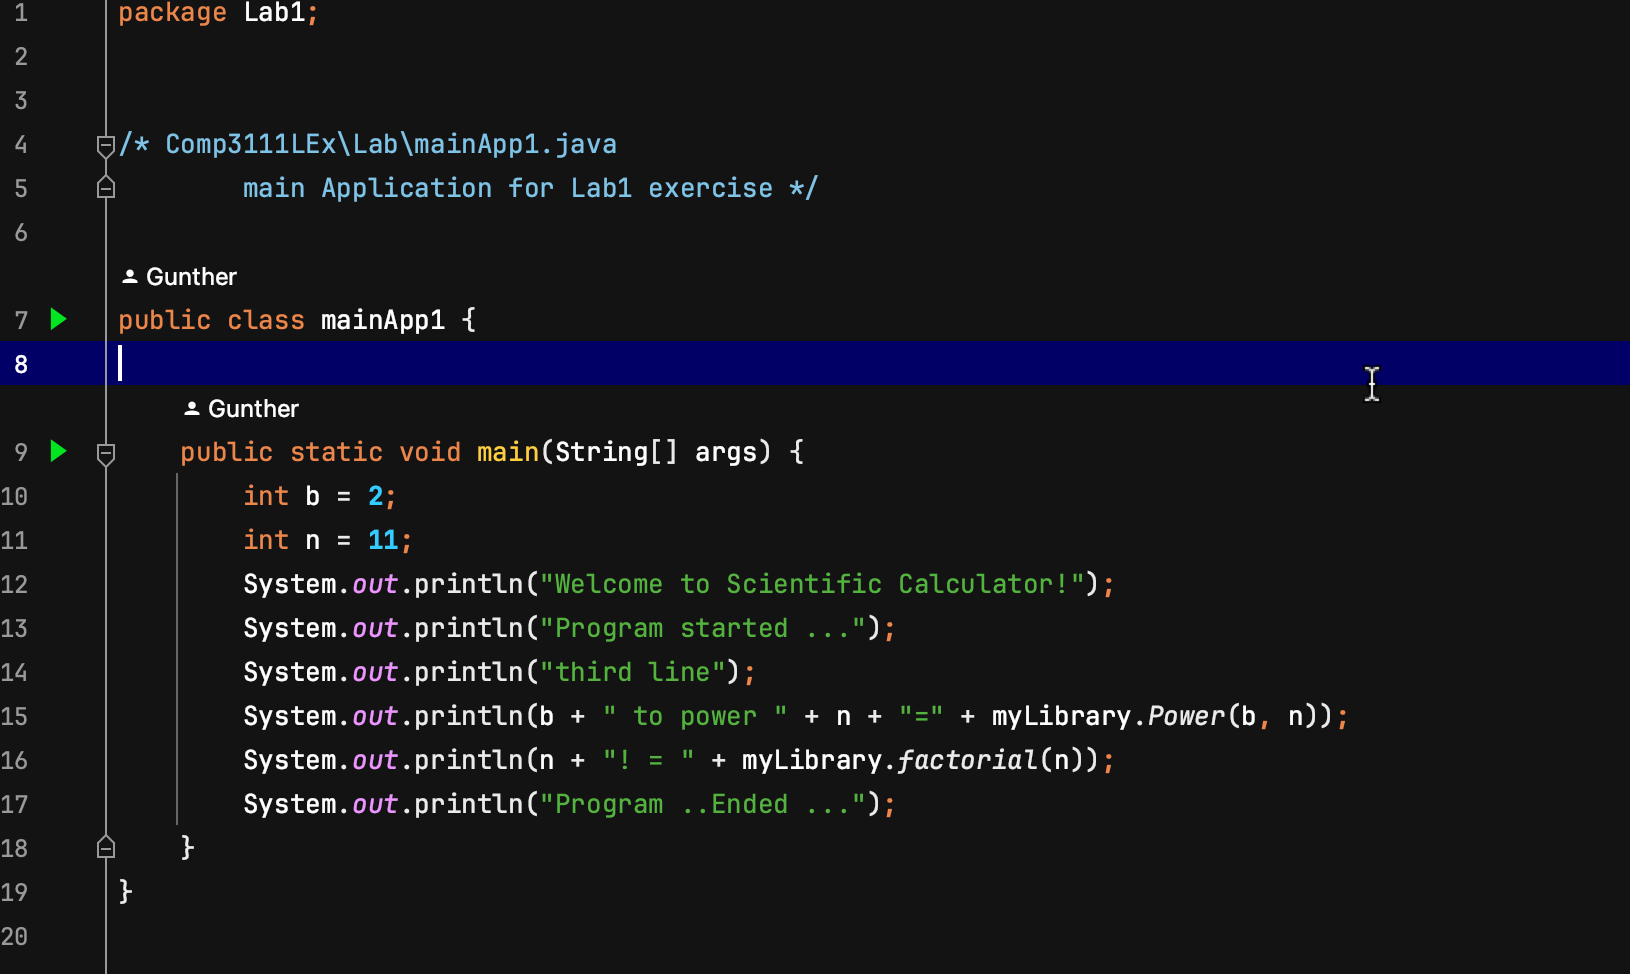 1 package Lab1;
2
3
4 /* Comp3111LEx\Lab\mainApp1.java
5 main Application for Lab1 exercise */
6
Gunther
7 public class mainApp1 {
8
Gunther
9 public static void main(String[] args) {
10 int b = 2;
11 int n = 11;
12 System.out.println("Welcome to Scientific Calculator!");
13 System.out.println("Program started ...");
14 System.out.println("third line");
15 System.out.println(b + " to power " + n + "=" + myLibrary.Power(b, n));
16 System.out.println(n + "! = " + myLibrary.factorial(n));
17 System.out.println("Program ..Ended ...");
18 }
19 }
20